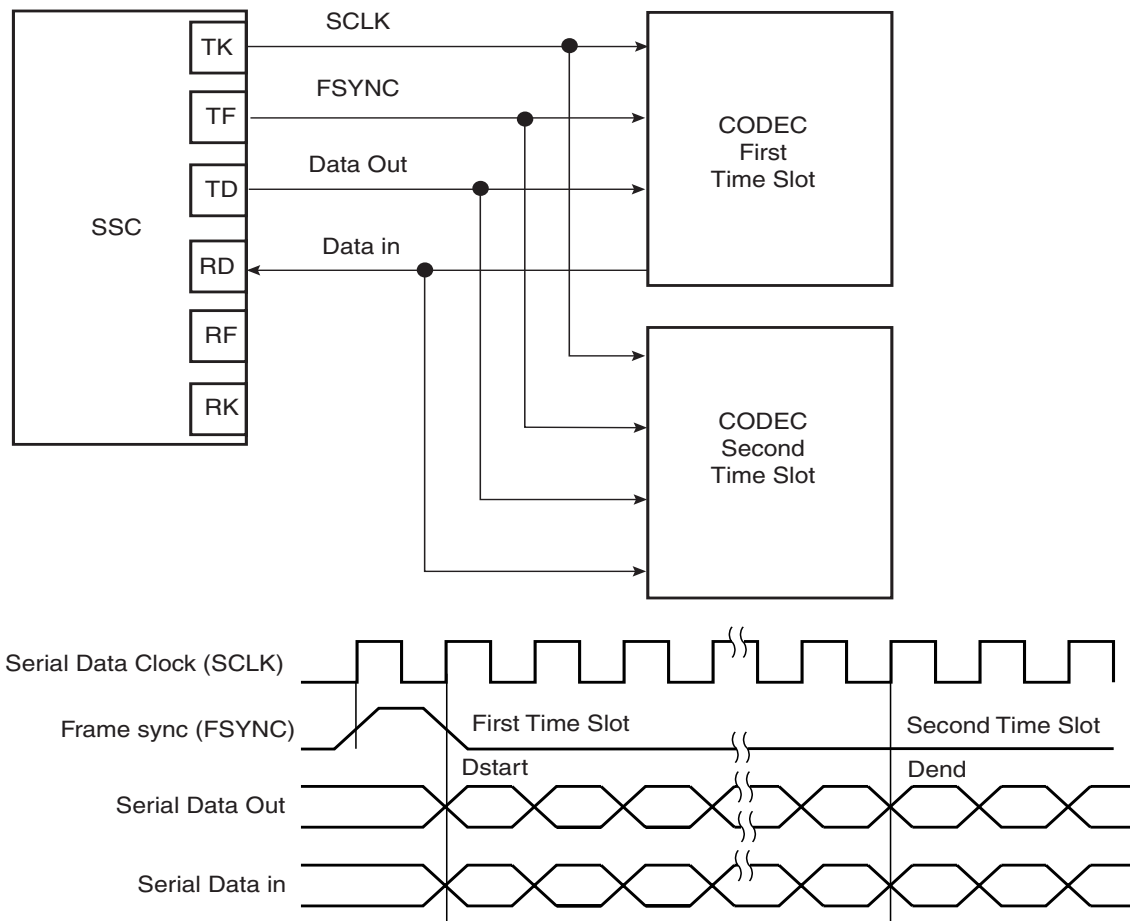 SSC
TK
TF
TD
RD
RF
RK
SCLK
FSYNC
Data Out
Data in
CODEC
First
Time Slot
CODEC
Second
Time Slot
Serial Data Clock (SCLK)
Frame sync (FSYNC)
First Time Slot
Second Time Slot
Dstart
Dend
Serial Data Out
Serial Data in